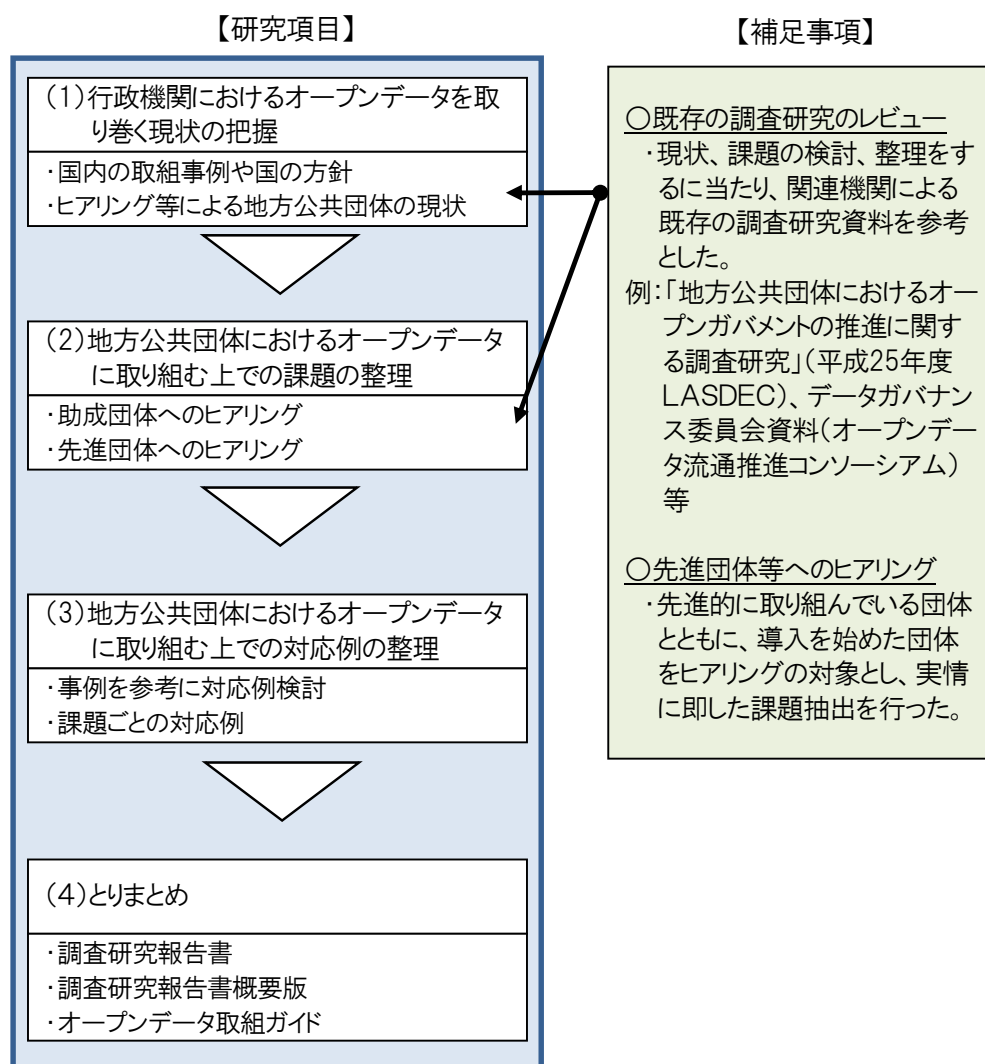 【研究項目】
(1)行政機関におけるオープンデータを取
り巻く現状の把握
・国内の取組事例や国の方針
・ヒアリング等による地方公共団体の現状
(2)地方公共団体におけるオープンデータ
に取り組む上での課題の整理
・助成団体へのヒアリング
・先進団体へのヒアリング
(3)地方公共団体におけるオープンデータ
に取り組む上での対応例の整理
・事例を参考に対応例検討
・課題ごとの対応例
(4)とりまとめ
・調査研究報告書
・調査研究報告書概要版
・オープンデータ取組ガイド
【補足事項】
○既存の調査研究のレビュー
・現状、課題の検討、整理をす
るに当たり、関連機関による
既存の調査研究資料を参考
とした。
例:「地方公共団体におけるオー
プンガバメントの推進に関す
る調査研究」(平成25年度
LASDEC)、データガバナン
ス委員会資料(オープンデー
タ流通推進コンソーシアム)
等
○先進団体等へのヒアリング
・先進的に取り組んでいる団体
とともに、導入を始めた団体
をヒアリングの対象とし、実情
に即した課題抽出を行った。